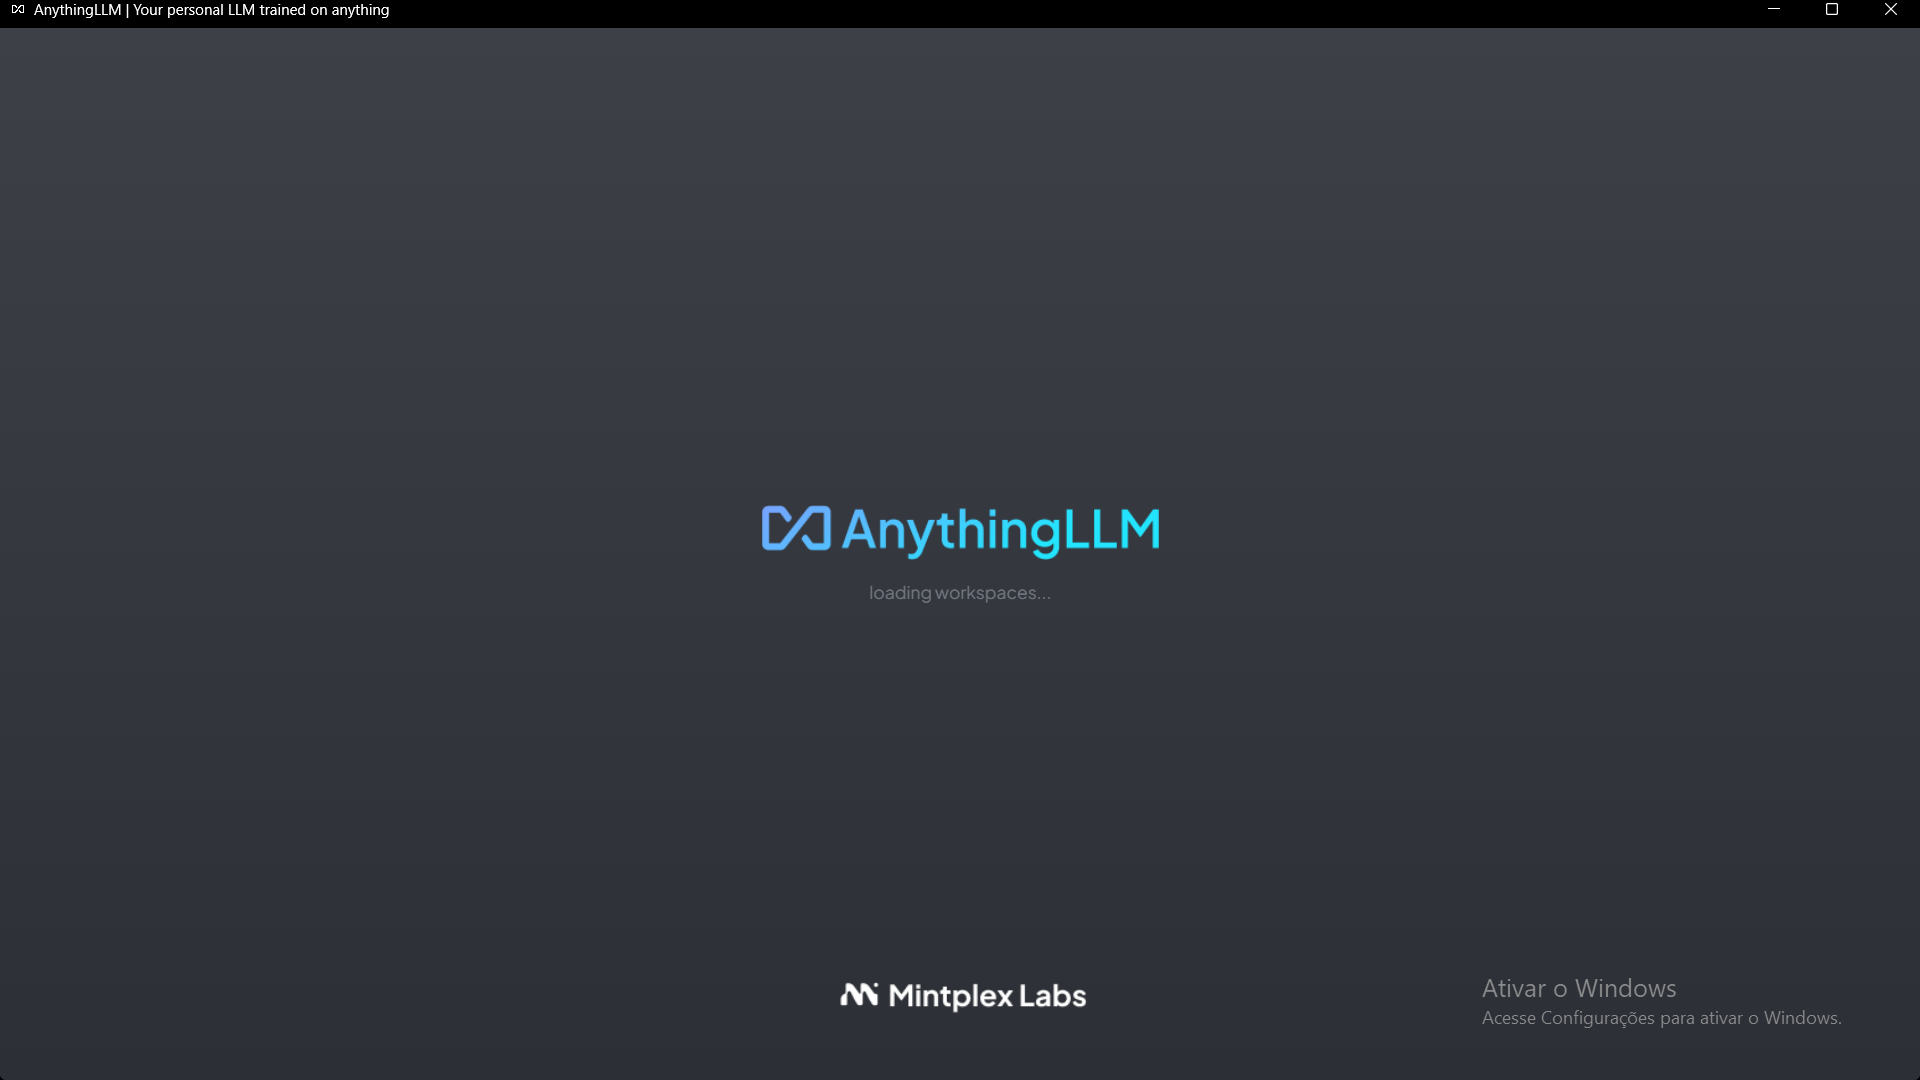 AnythingLLM | Your personal LLM trained on anything
AnythingLLM
loading workspaces...
Mintplex Labs
Ativar o Windows
Acesse Configurações para ativar o Windows.